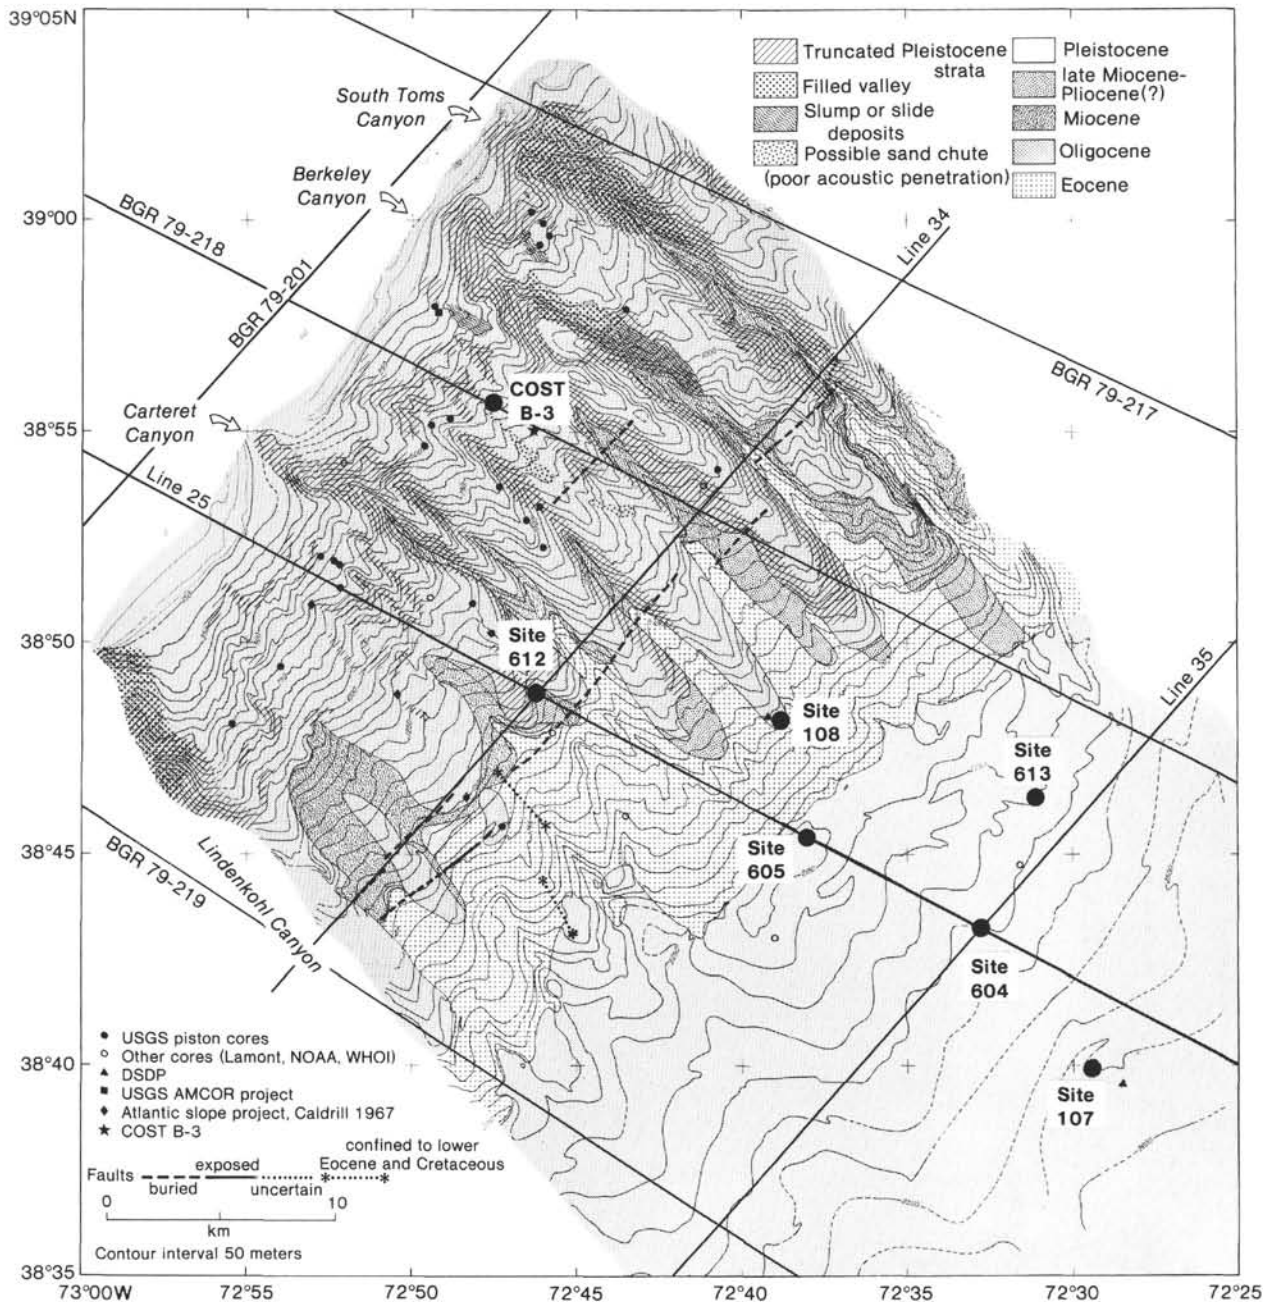 39°05N
South Toms
Canyon
Berkeley
Canyon
39°00
BGR 79-218
BGR 79-201
Carteret
Canyon
38°55
Line 25
Truncated Pleistocene
strata
Filled valley
Slump or slide
deposits
Possible sand chute
(poor acoustic penetration)
Pleistocene
late Miocene-
Pliocene(?)
Miocene
Oligocene
Eocene
Line 34
BGR 79-217
COST
B-3
38°50
Site
612
Site
108
Line 35
Site
613
38°45
BGR 79-219
Lindenkohl Canyon
Site
605
Site
604
38°40
Site
107
USGS piston cores
Other cores (Lamont, NOAA, WHOI)
DSDP
USGS AMCOR project
Atlantic slope project, Caldrill 1967
COST B-3
confined to lower
Eocene and Cretaceous
Faults
exposed
buried
uncertain
0
10
km
Contour interval 50 meters
38°35
73°00W
72°55
72°50
72°45
72°40
72°35
72°30
72°25